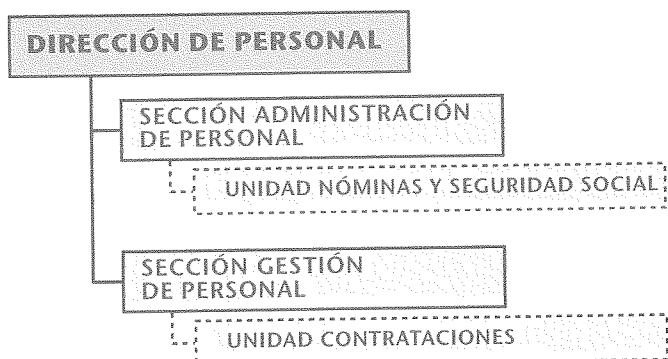 DIRECCIÓN DE PERSONAL
SECCIÓN ADMINISTRACIÓN
DE PERSONAL
UNIDAD NÓMINAS Y SEGURIDAD SOCIAL
SECCIÓN GESTIÓN
DE PERSONAL
UNIDAD CONTRATACIONES